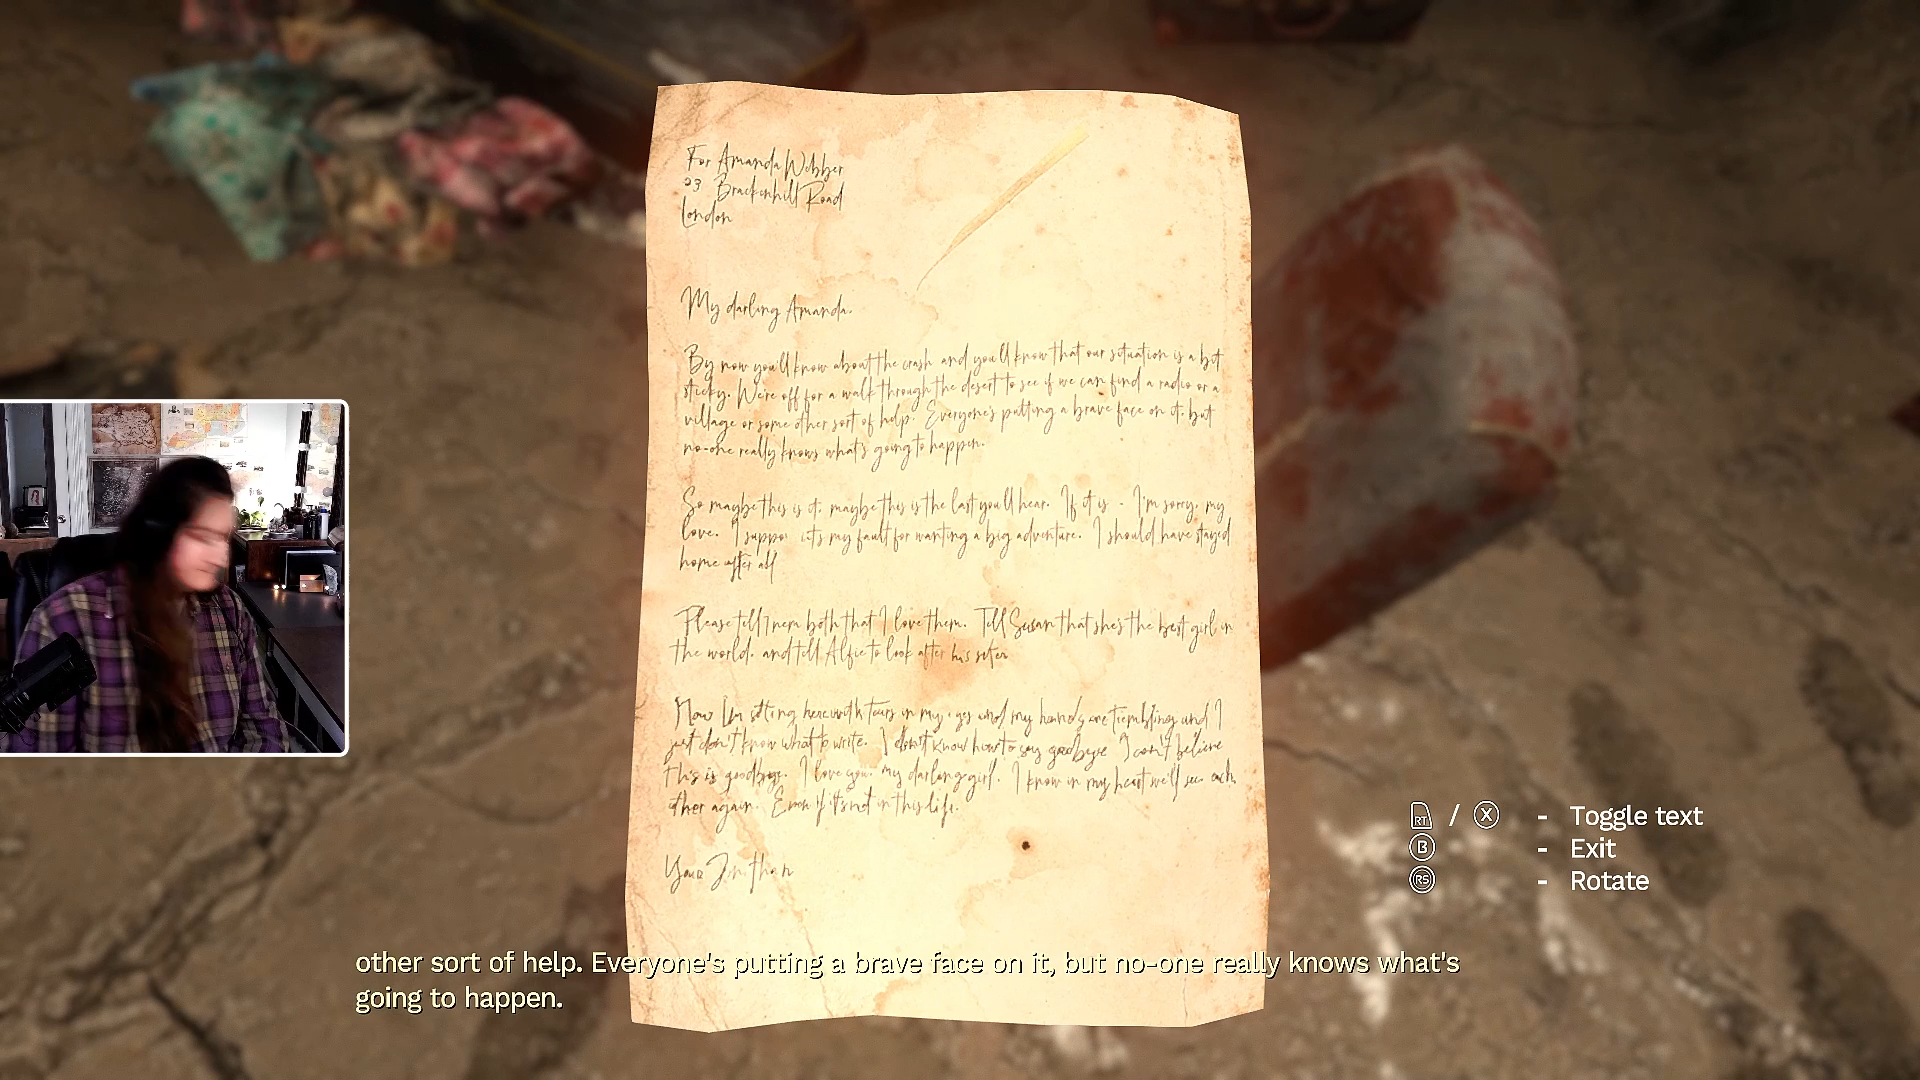 For Amanda Webber
23 Brackenhill Road
London
My darling Amanda,
By now you'll know about the crash and you'll know that our situation is a bit
sticky. We're off for a walk through the desert to see if we can find a radio or a
village or some other sort of help. Everyone's putting a brave face on it, but
no-one really knows what's going to happen.
So maybe this is it, maybe this is the last you'll hear. If it is - I'm sorry, my
love. I suppo it's my fault for wanting a big adventure. I should have stayed
home after all
Please tell them both that I love them. Tell Susan that she's the best girl in
the world, and tell Alfie to look after his sister
Now I'm sitting here with tears in my eyes and my hands are trembling and I
just don't know what to write. I don't know how to say goodbye I can't believe
this is goodbye. I love you, my darling girl. I know in my heart we'll see each
other again. Even if it's not in this life.
Your Jonathan
RT / X - Toggle text
B - Exit
RS - Rotate
other sort of help. Everyone's putting a brave face on it, but no-one really knows what's
going to happen.